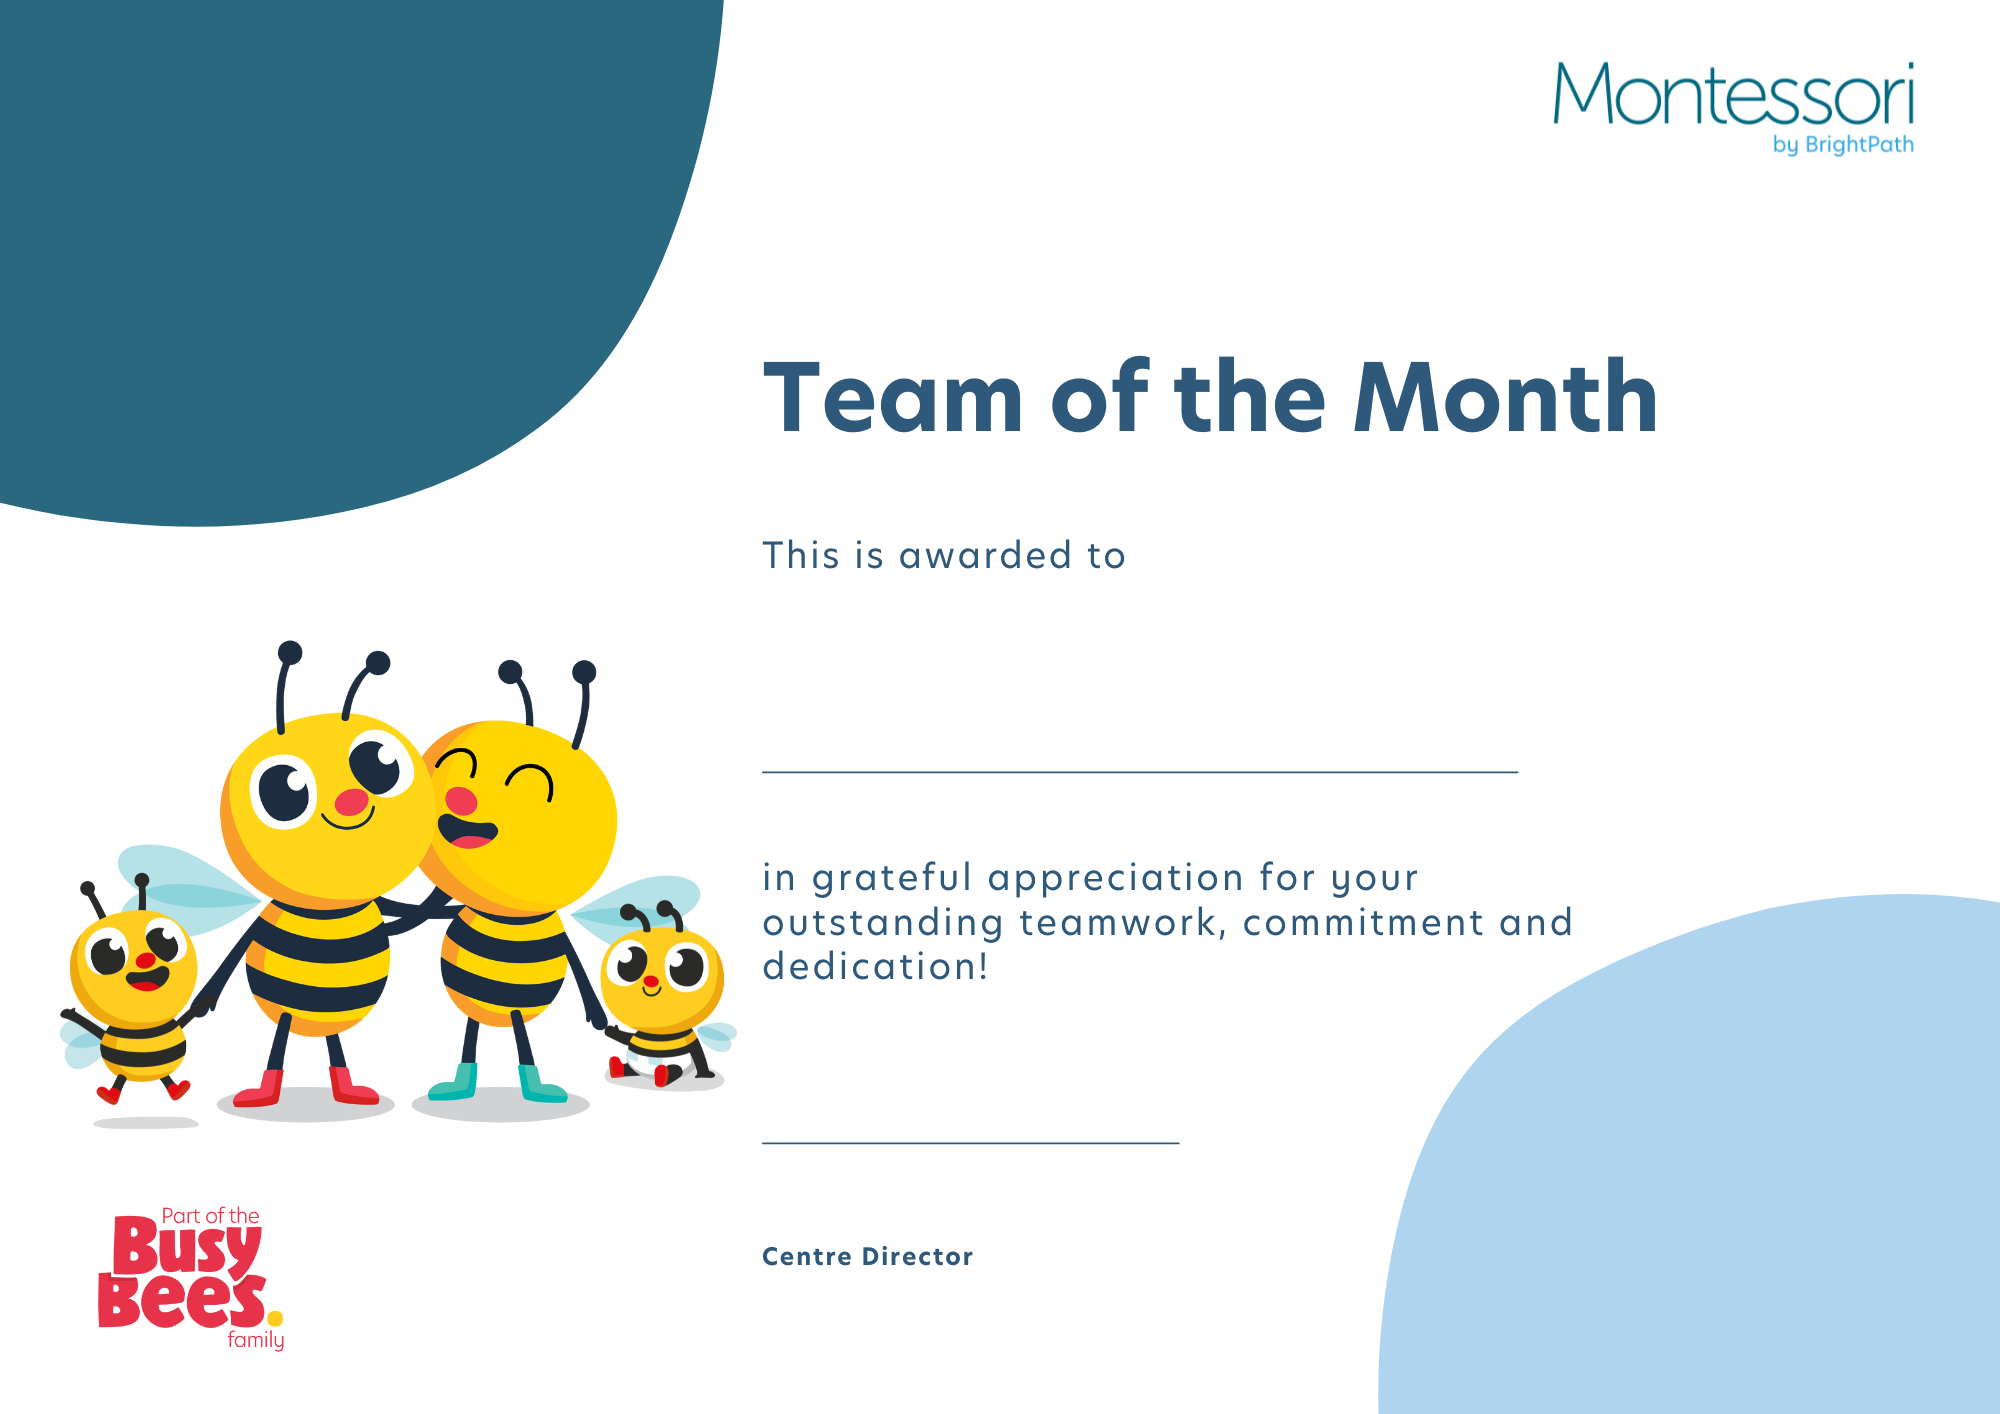 Montessori
by BrightPath
Team of the Month
This is awarded to
in grateful appreciation for your
outstanding teamwork, commitment and
dedication!
Centre Director
Part of the
Busy
Bees.
family